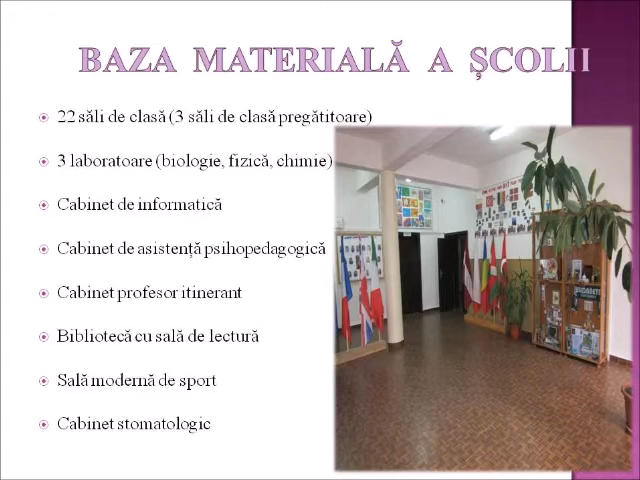 BAZA MATERIALĂ A ŞCOLII
22 săli de clasă (3 săli de clasă pregătitoare)
3 laboratoare (biologie, fizică, chimie)
Cabinet de informatică
Cabinet de asistență psihopedagogică
Cabinet profesor itinerant
Bibliotecă cu sală de lectură
Sală modernă de sport
Cabinet stomatologic